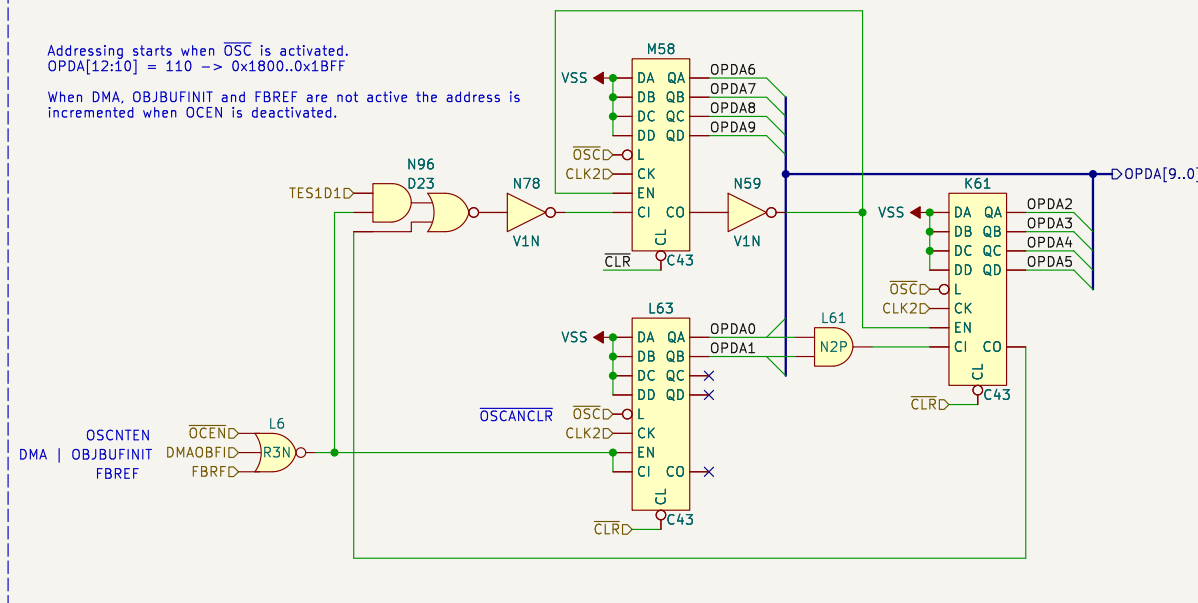 Addressing starts when OSC is activated.
OPDA[12:10] = 110 -> 0x1800..0x1BFF
When DMA, OBJBUFINIT and FBREF are not active the address is
incremented when OCEN is deactivated.
M58
VSS
DA QA
OPDA6
DB QB
OPDA7
DC QC
OPDA8
DD QD
OPDA9
OSC
L
CLK2
CK
EN
CI CO
CL
C43
CLR
N96
D23
TES1D1
N78
V1N
N59
V1N
OPDA[9..0]
K61
VSS
DA QA
OPDA2
DB QB
OPDA3
DC QC
OPDA4
DD QD
OPDA5
OSC
L
CLK2
CK
EN
CI CO
CL
C43
CLR
L63
VSS
DA QA
OPDA0
DB QB
OPDA1
DC QC
DD QD
OSCANCLR
OSC
L
CLK2
CK
EN
CI CO
CL
C43
CLR
L61
N2P
OSCNTEN
DMA | OBJBUFINIT
FBREF
OCEN
DMAOBFI
FBRF
L6
R3N